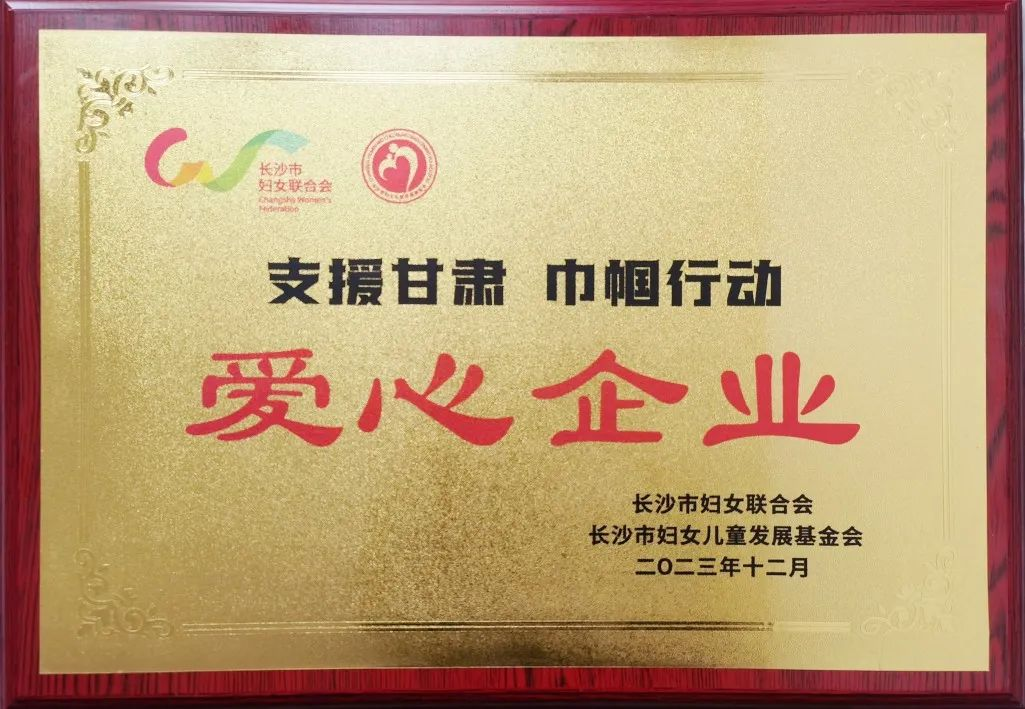 长沙市
妇女联合会
Changsha Women's
Federation
支援甘肃 巾帼行动
爱心企业
长沙市妇女联合会
长沙市妇女儿童发展基金会
二〇二三年十二月